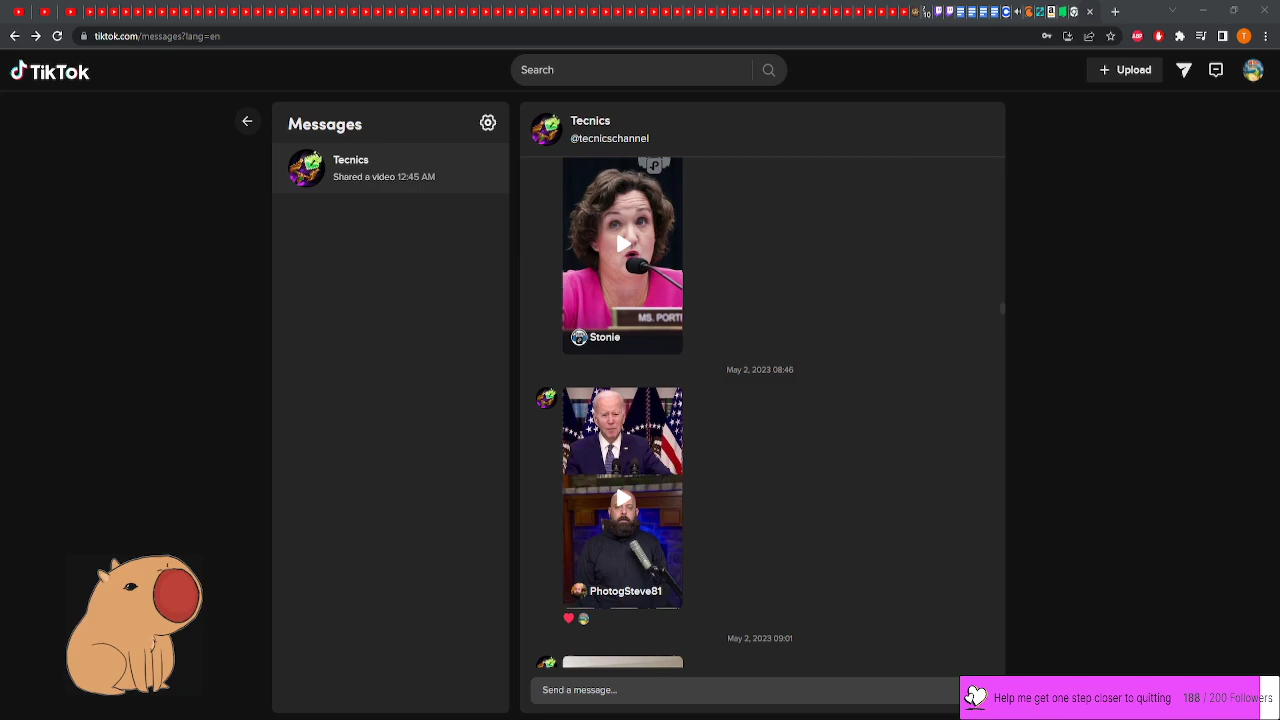 tiktok.com/messages?lang=en
TikTok
Search
Upload
Messages
Tecnics
Shared a video 12:45 AM
Tecnics
@tecnicschannel
MS. PORT
Stonie
May 2, 2023 08:46
PhotogSteve81
May 2, 2023 09:01
Send a message...
Help me get one step closer to quitting 188 / 200 Followers